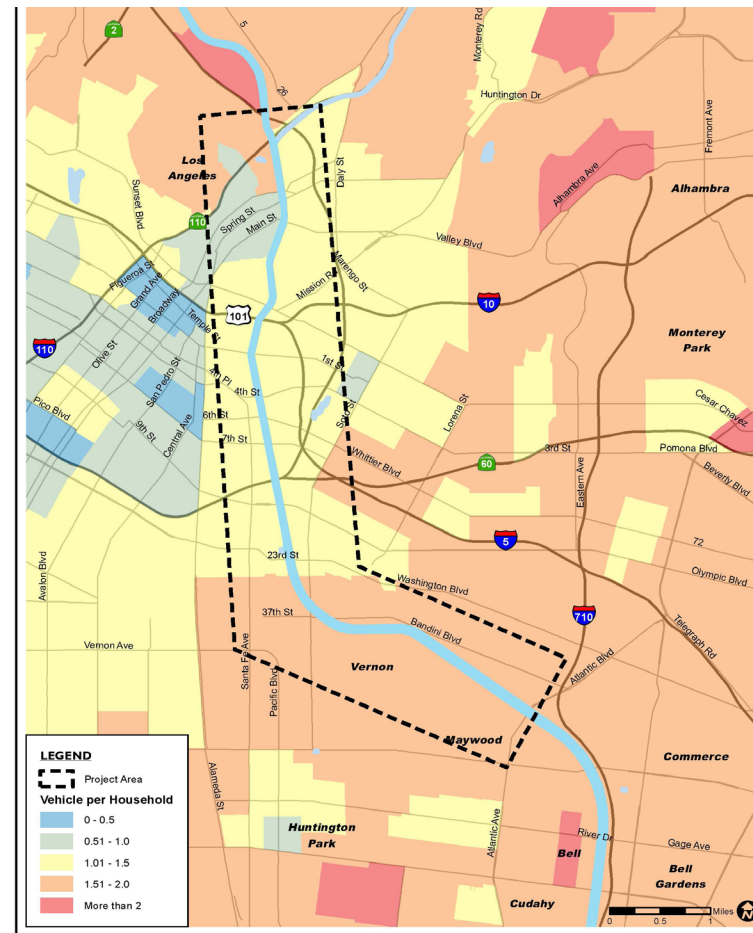 2
5
26
Monterey Rd
Huntington Dr
Fremont Ave
Los
Angeles
Sunset Blvd
Daly St
Alhambra Ave
Alhambra
110
Spring St
Main St
Valley Blvd
Figueroa St
Grand Ave
Broadway
Temple St
Mission Rd
Marengo St
101
10
110
Olive St
San Pedro St
4th Pl
4th St
1st St
Soto St
Lorena St
Monterey
Park
Cesar Chavez
Pico Blvd
9th St
Central Ave
6th St
7th St
Whittier Blvd
60
3rd St
Pomona Blvd
Beverly Blvd
Eastern Ave
5
72
Olympic Blvd
Avalon Blvd
23rd St
Washington Blvd
37th St
Bandini Blvd
710
Telegraph Rd
Vernon Ave
Santa Fe Ave
Pacific Blvd
Vernon
Atlantic Blvd
Maywood
Commerce
Alameda St
Huntington
Park
Atlantic Ave
River Dr
Gage Ave
Bell
Bell
Gardens
Cudahy
LEGEND
Project Area
Vehicle per Household
0 - 0.5
0.51 - 1.0
1.01 - 1.5
1.51 - 2.0
More than 2
Miles
0 0.5 1
N